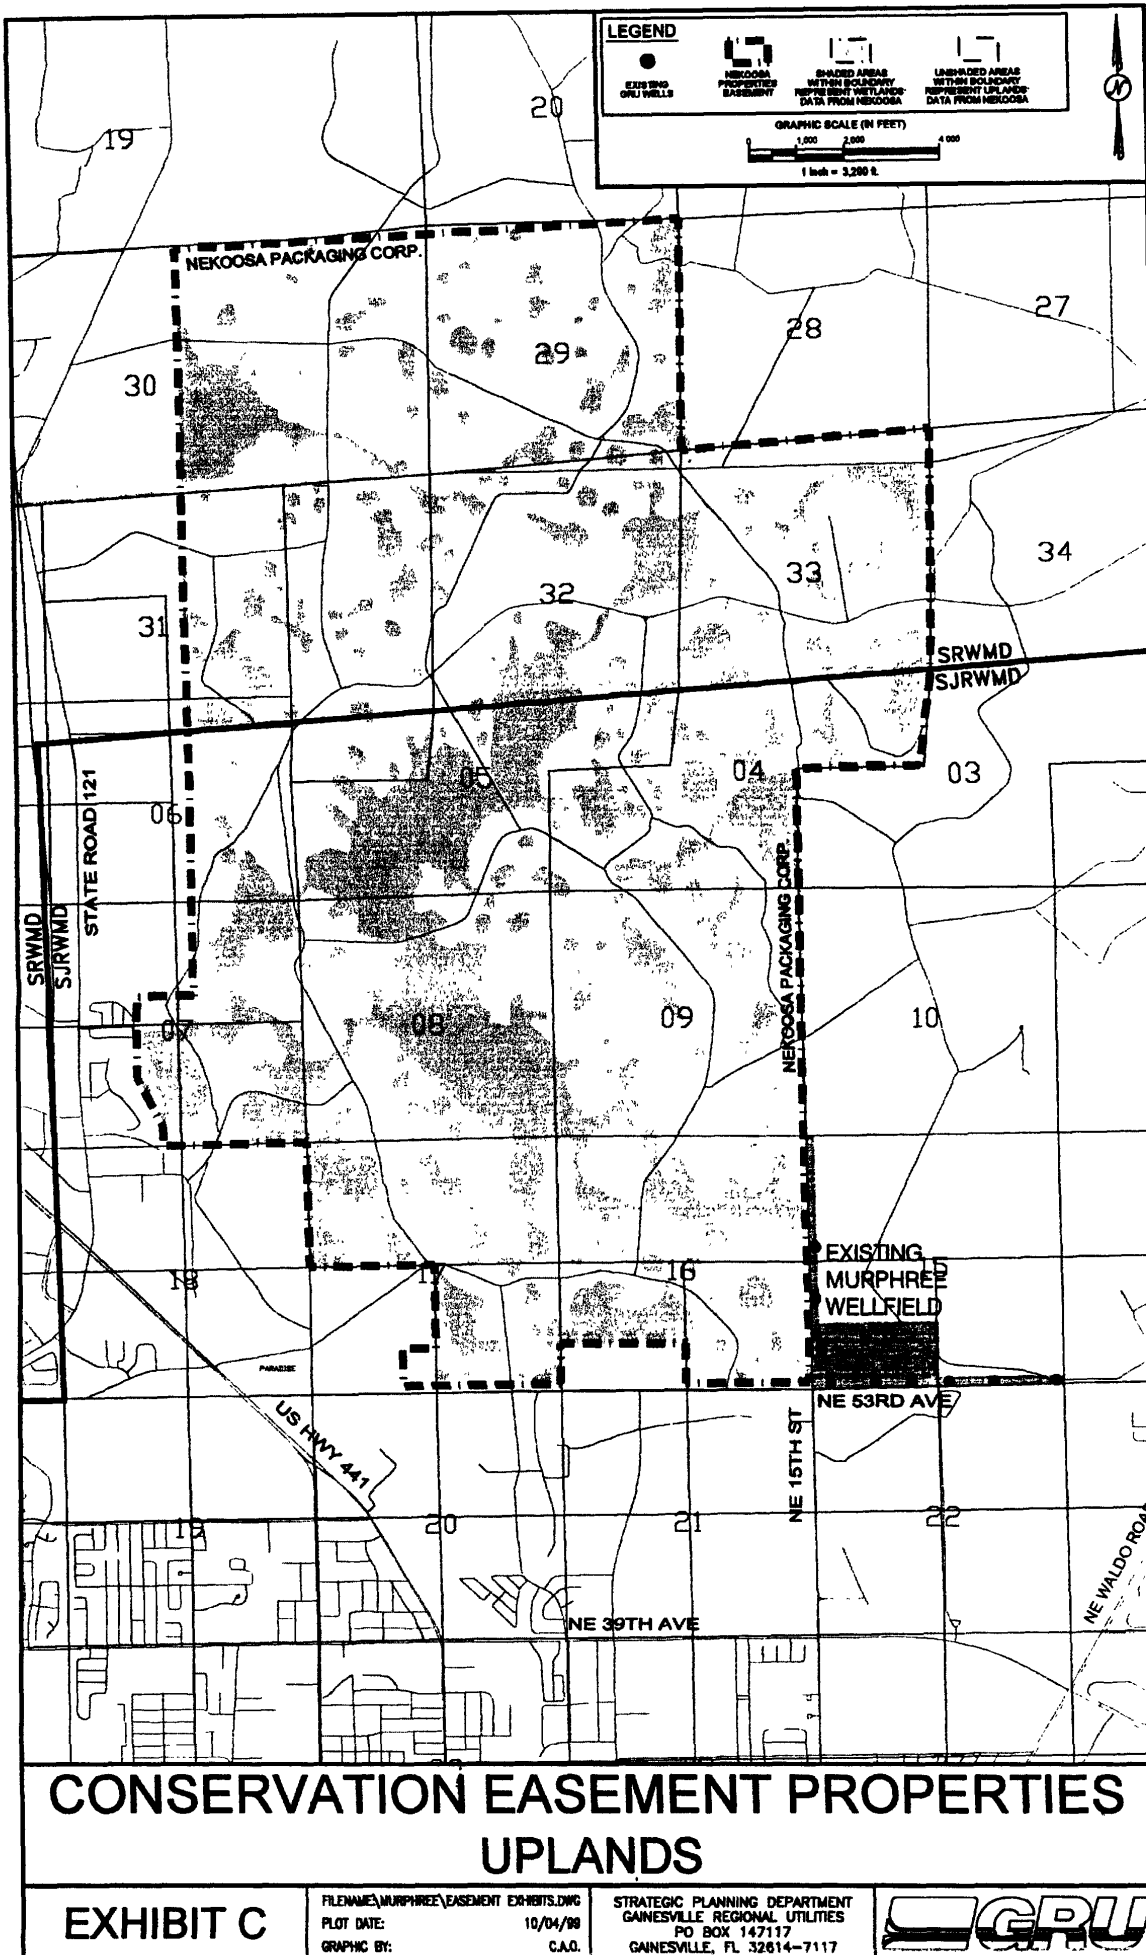 LEGEND
EXISTING
GRU WELLS
NEKOOSA
PROPERTIES
EASEMENT
SHADED AREAS
WITHIN BOUNDARY
REPRESENT WETLANDS
DATA FROM NEKOOSA
UNSHADED AREAS
WITHIN BOUNDARY
REPRESENT UPLANDS
DATA FROM NEKOOSA
N
GRAPHIC SCALE (IN FEET)
0 1,000 2,000 4 000
1 inch = 3,280 ft.
19
20
NEKOOSA PACKAGING CORP.
30
29
28
27
31
32
33
34
SRWMD
SJRWMD
STATE ROAD 121
06
05
04
03
NEKOOSA PACKAGING CORP.
SRWMD
SJRWMD
07
08
09
10
EXISTING
MURPHREE
WELLFIELD
18
17
16
15
PARADISE
US HWY 441
NE 53RD AVE
NE 15TH ST
19
20
21
22
NE WALDO ROA
NE 39TH AVE
CONSERVATION EASEMENT PROPERTIES
UPLANDS
EXHIBIT C
FILENAME\MURPHREE\EASEMENT EXHIBITS.DWG
PLOT DATE: 10/04/99
GRAPHIC BY: C.A.O.
STRATEGIC PLANNING DEPARTMENT
GAINESVILLE REGIONAL UTILITIES
PO BOX 147117
GAINESVILLE, FL 32614-7117
GRU